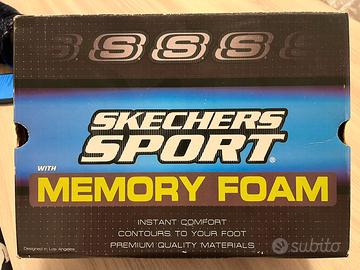 S S S S S
SKECHERS
SPORT®
WITH
MEMORY FOAM
INSTANT COMFORT
CONTOURS TO YOUR FOOT
PREMIUM QUALITY MATERIALS
Designed in Los Angeles
subito